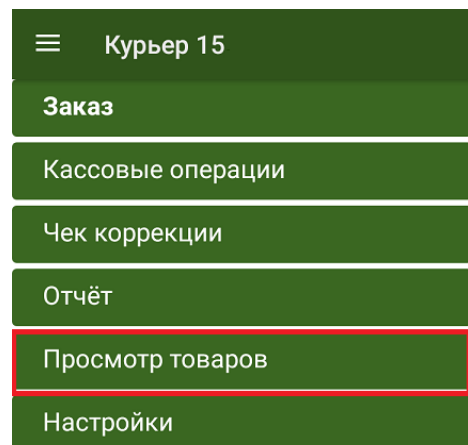 Курьер 15
Заказ
Кассовые операции
Чек коррекции
Отчёт
Просмотр товаров
Настройки